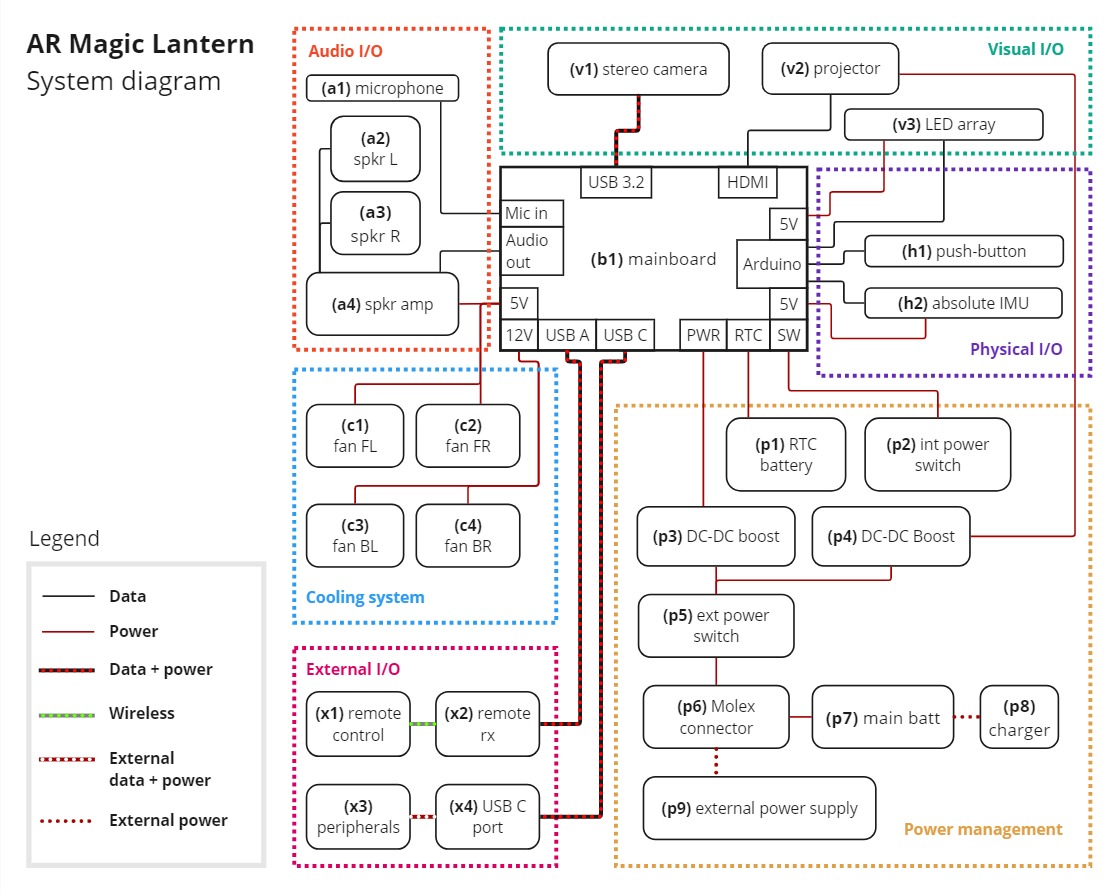 AR Magic Lantern
System diagram
Audio I/O
(a1) microphone
(a2)
spkr L
(a3)
spkr R
(a4) spkr amp
Visual I/O
(v1) stereo camera
(v2) projector
(v3) LED array
USB 3.2
HDMI
Mic in
Audio
out
5V
(b1) mainboard
Arduino
5V
5V
12V
USB A
USB C
PWR
RTC
SW
(h1) push-button
(h2) absolute IMU
Physical I/O
(c1)
fan FL
(c2)
fan FR
(c3)
fan BL
(c4)
fan BR
Cooling system
(p1) RTC
battery
(p2) int power
switch
(p3) DC-DC boost
(p4) DC-DC Boost
(p5) ext power
switch
(p6) Molex
connector
(p7) main batt
(p8)
charger
(p9) external power supply
Power management
External I/O
(x1) remote
control
(x2) remote
rx
(x3)
peripherals
(x4) USB C
port
Legend
Data
Power
Data + power
Wireless
External
data + power
External power